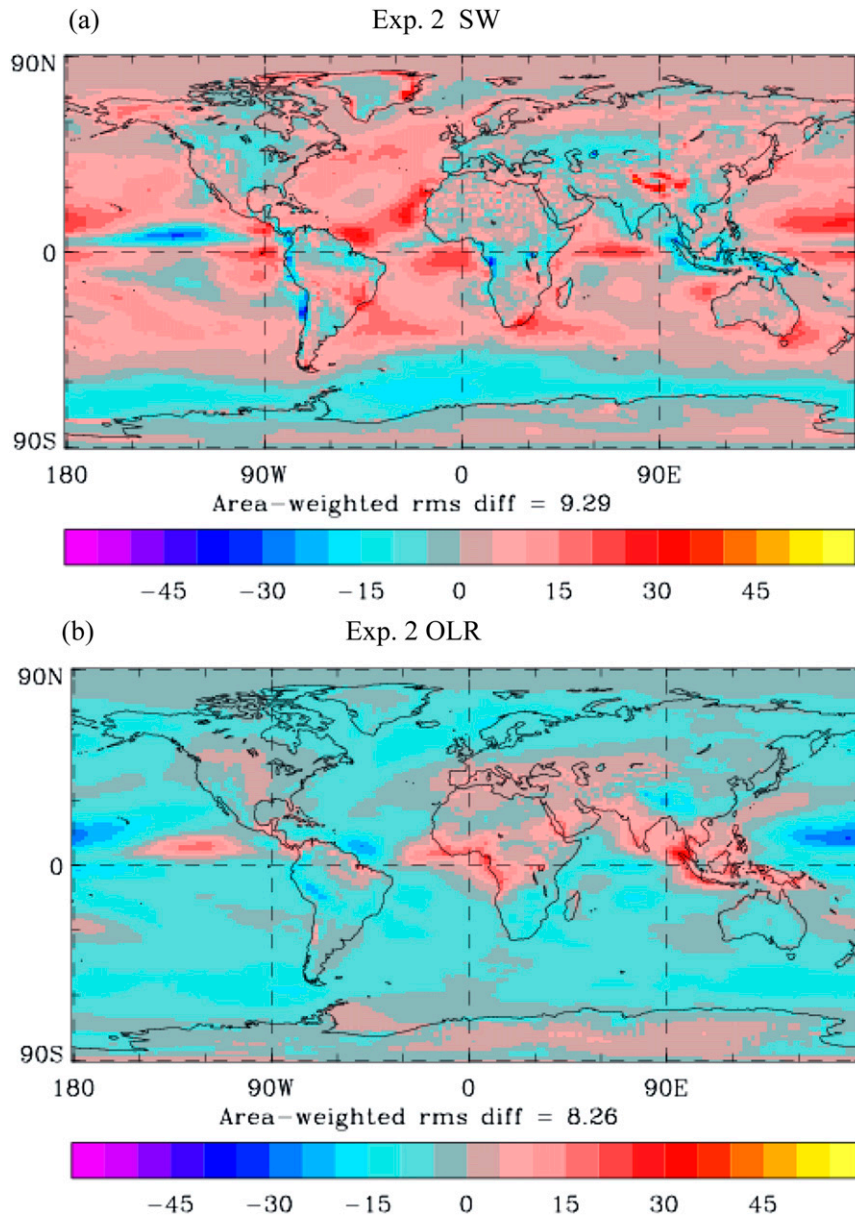 (a) Exp. 2 SW
90N
0
90S
180 90W 0 90E
Area-weighted rms diff = 9.29
−45 −30 −15 0 15 30 45
(b) Exp. 2 OLR
90N
0
90S
180 90W 0 90E
Area-weighted rms diff = 8.26
−45 −30 −15 0 15 30 45